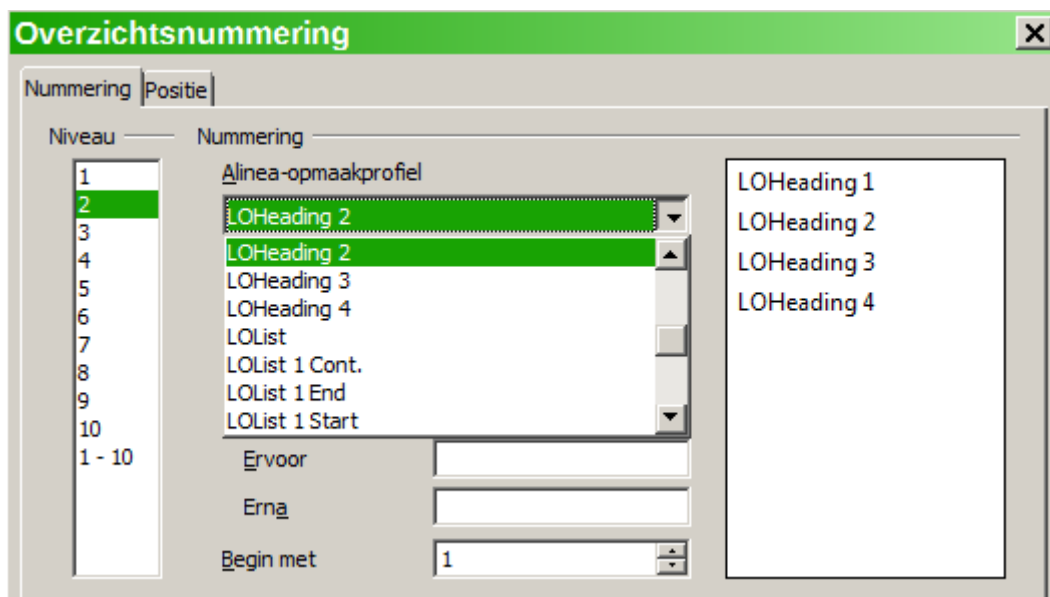 Overzichtsnummering
Nummering Positie
Niveau
1
2
3
4
5
6
7
8
9
10
1 - 10
Nummering
Alinea-opmaakprofiel
LOHeading 2
LOHeading 2
LOHeading 3
LOHeading 4
LOList
LOList 1 Cont.
LOList 1 End
LOList 1 Start
Ervoor
Erna
Begin met 1
LOHeading 1
LOHeading 2
LOHeading 3
LOHeading 4